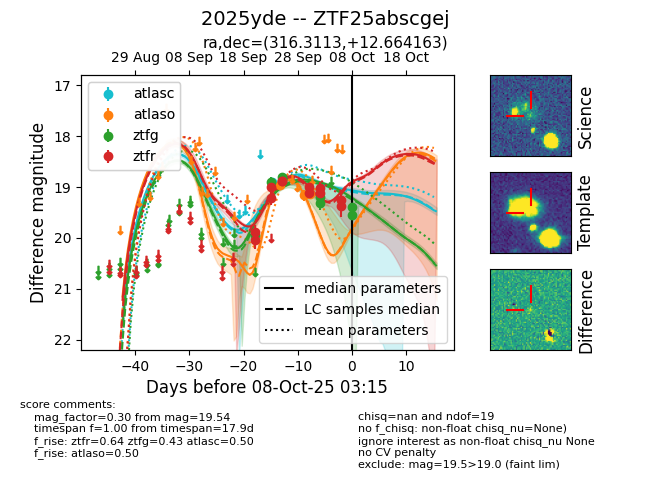 2025yde -- ZTF25abscgej
ra,dec=(316.3113,+12.664163)
29 Aug 08 Sep 18 Sep 28 Sep 08 Oct 18 Oct
17
18
19
20
21
22
Difference magnitude
atlasc
atlaso
ztfg
ztfr
median parameters
LC samples median
mean parameters
−40 −30 −20 −10 0 10
Days before 08-Oct-25 03:15
Science
Template
Difference
score comments:
mag_factor=0.30 from mag=19.54
timespan f=1.00 from timespan=17.9d
f_rise: ztfr=0.64 ztfg=0.43 atlasc=0.50
f_rise: atlaso=0.50
chisq=nan and ndof=19
no f_chisq: non-float chisq_nu=None)
ignore interest as non-float chisq_nu None
no CV penalty
exclude: mag=19.5>19.0 (faint lim)